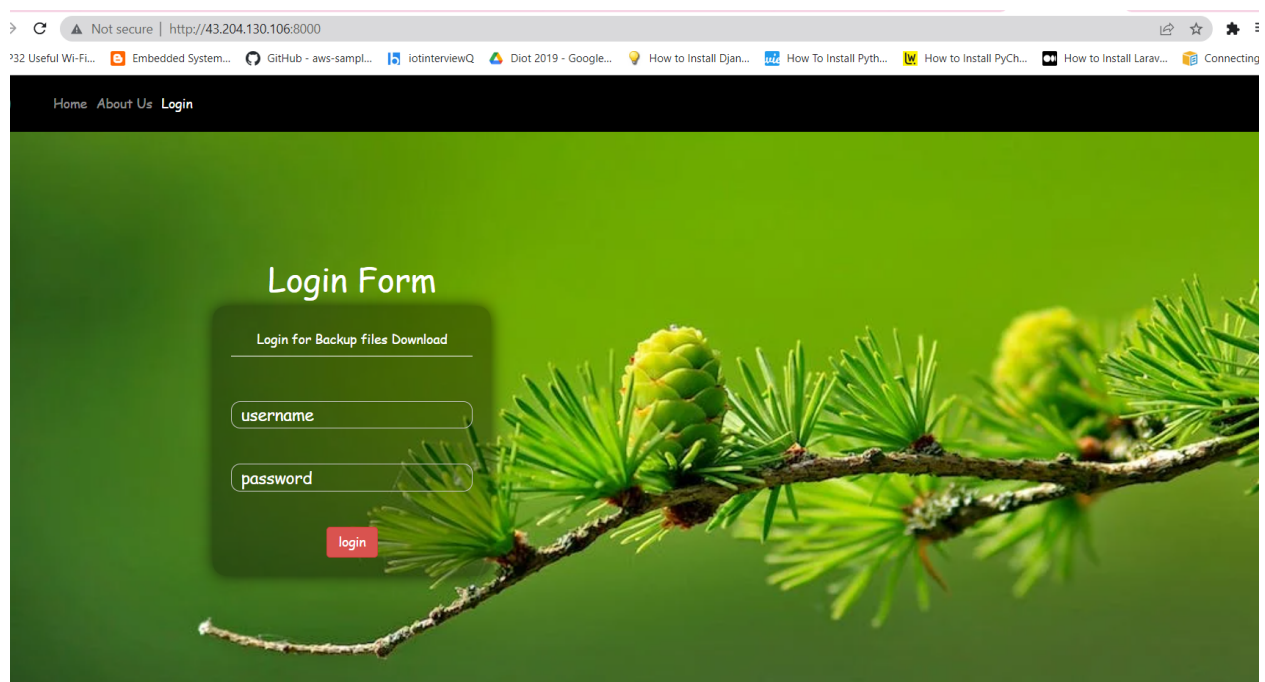 Not secure | http://43.204.130.106:8000
P32 Useful Wi-Fi... Embedded System... GitHub - aws-sampl... iotinterviewQ Diot 2019 - Google... How to Install Djan... How To Install Pyth... How to Install PyCh... How to Install Larav... Connecting
Home About Us Login
Login Form
Login for Backup files Download
username
password
login